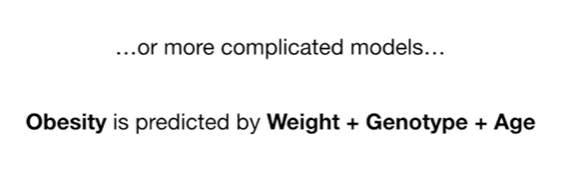 …or more complicated models…
Obesity is predicted by Weight + Genotype + Age